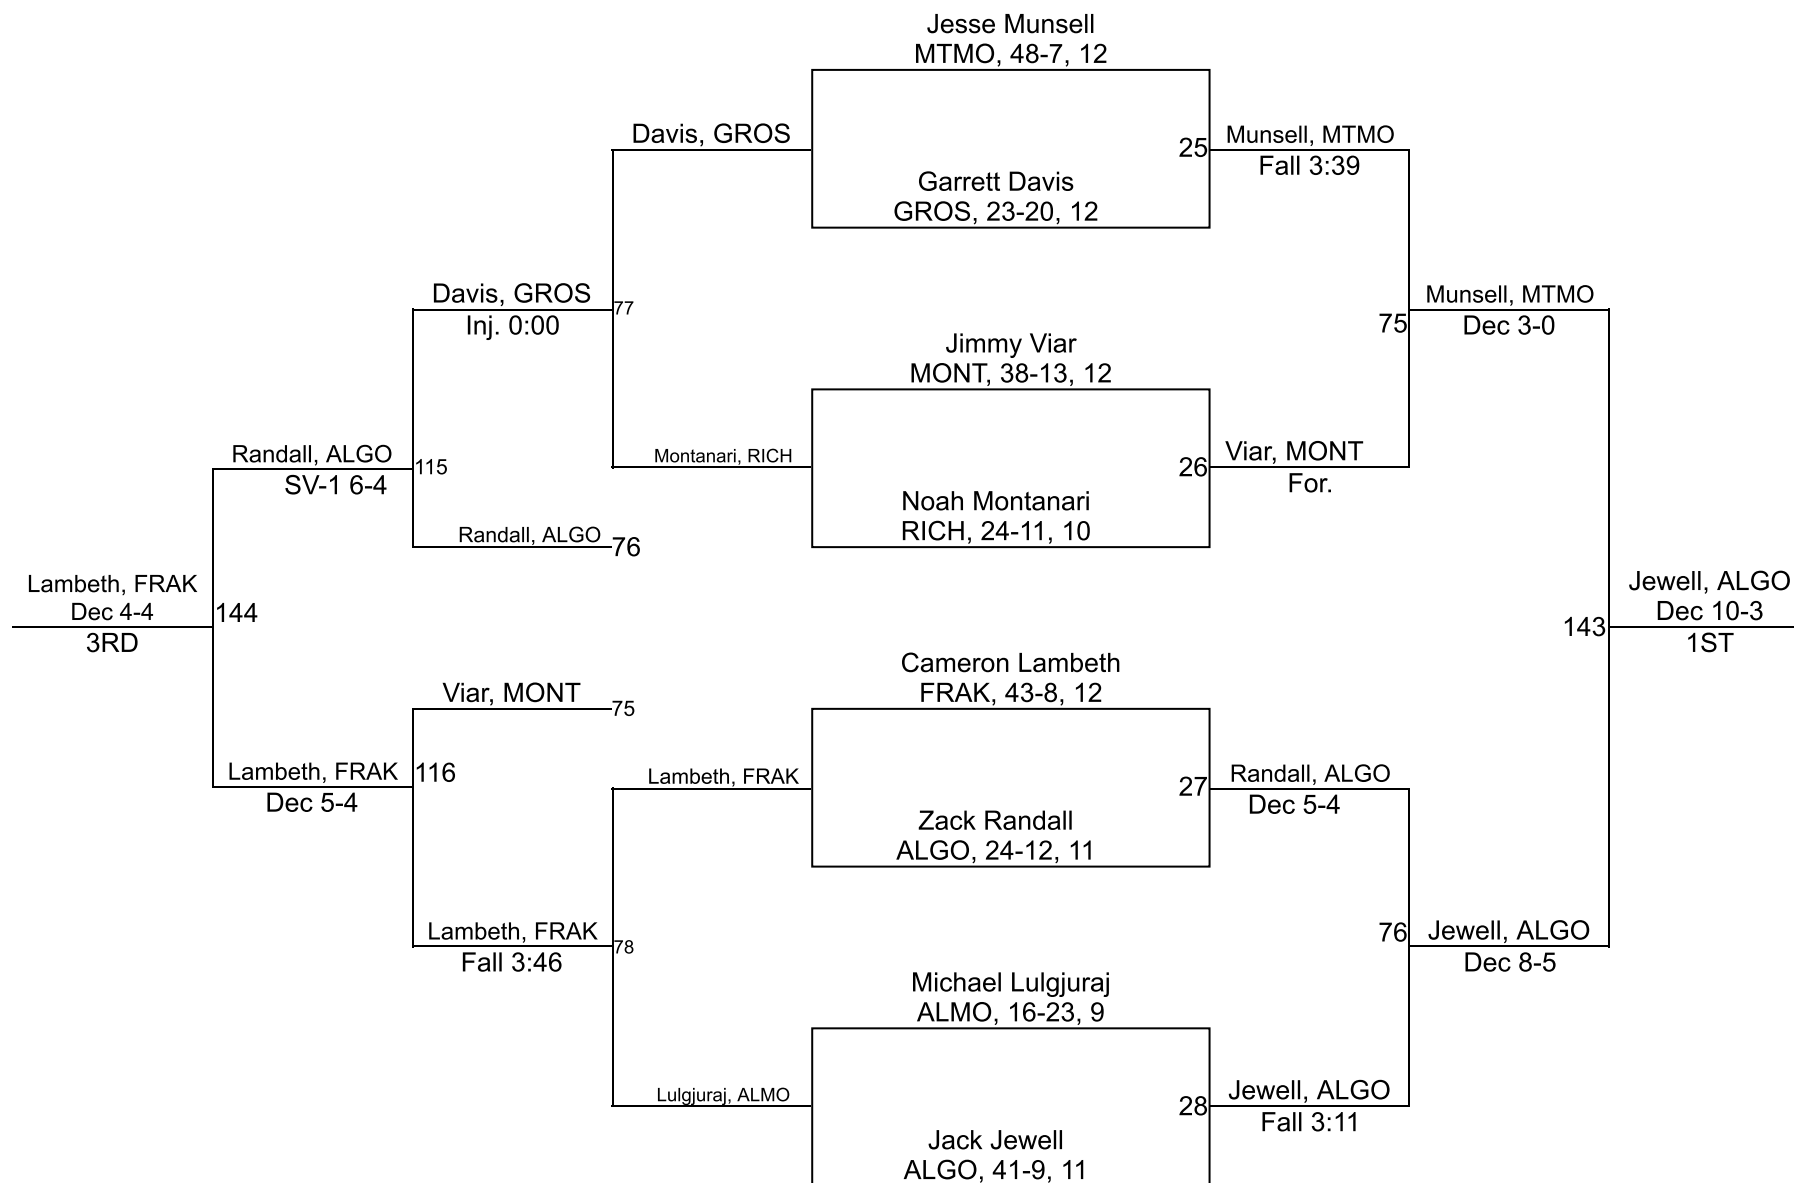 Jesse Munsell
MTMO, 48-7, 12
Davis, GROS
25
Munsell, MTMO
Fall 3:39
Garrett Davis
GROS, 23-20, 12
Davis, GROS
Inj. 0:00
77
Munsell, MTMO
Dec 3-0
75
Jimmy Viar
MONT, 38-13, 12
Randall, ALGO
SV-1 6-4
115
Montanari, RICH
26
Viar, MONT
For.
Noah Montanari
RICH, 24-11, 10
Randall, ALGO
76
Lambeth, FRAK
Dec 4-4
3RD
144
143
Jewell, ALGO
Dec 10-3
1ST
Cameron Lambeth
FRAK, 43-8, 12
Viar, MONT
75
Lambeth, FRAK
Dec 5-4
116
Lambeth, FRAK
27
Randall, ALGO
Dec 5-4
Zack Randall
ALGO, 24-12, 11
Lambeth, FRAK
Fall 3:46
78
76
Jewell, ALGO
Dec 8-5
Michael Lulgjuraj
ALMO, 16-23, 9
Lulgjuraj, ALMO
28
Jewell, ALGO
Fall 3:11
Jack Jewell
ALGO, 41-9, 11